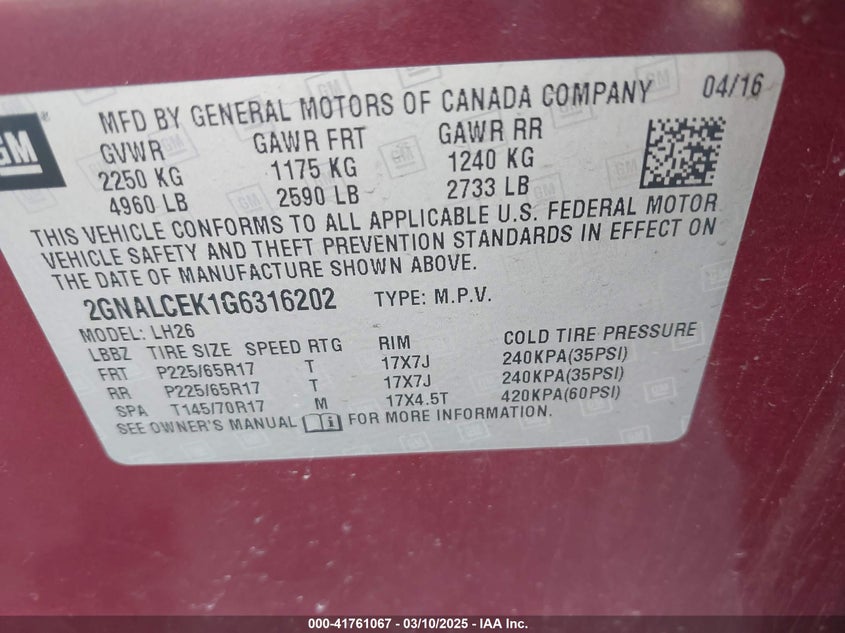 GM ®
MFD BY GENERAL MOTORS OF CANADA COMPANY 04/16
GVWR GAWR FRT GAWR RR
2250 KG 1175 KG 1240 KG
4960 LB 2590 LB 2733 LB
THIS VEHICLE CONFORMS TO ALL APPLICABLE U.S. FEDERAL MOTOR
VEHICLE SAFETY AND THEFT PREVENTION STANDARDS IN EFFECT ON
THE DATE OF MANUFACTURE SHOWN ABOVE.
2GNALCEK1G6316202 TYPE: M.P.V.
MODEL: LH26
LBBZ TIRE SIZE SPEED RTG RIM COLD TIRE PRESSURE
FRT P225/65R17 T 17X7J 240KPA(35PSI)
RR P225/65R17 T 17X7J 240KPA(35PSI)
SPA T145/70R17 M 17X4.5T 420KPA(60PSI)
SEE OWNER'S MANUAL FOR MORE INFORMATION.
000-41761067 - 03/10/2025 - IAA Inc.